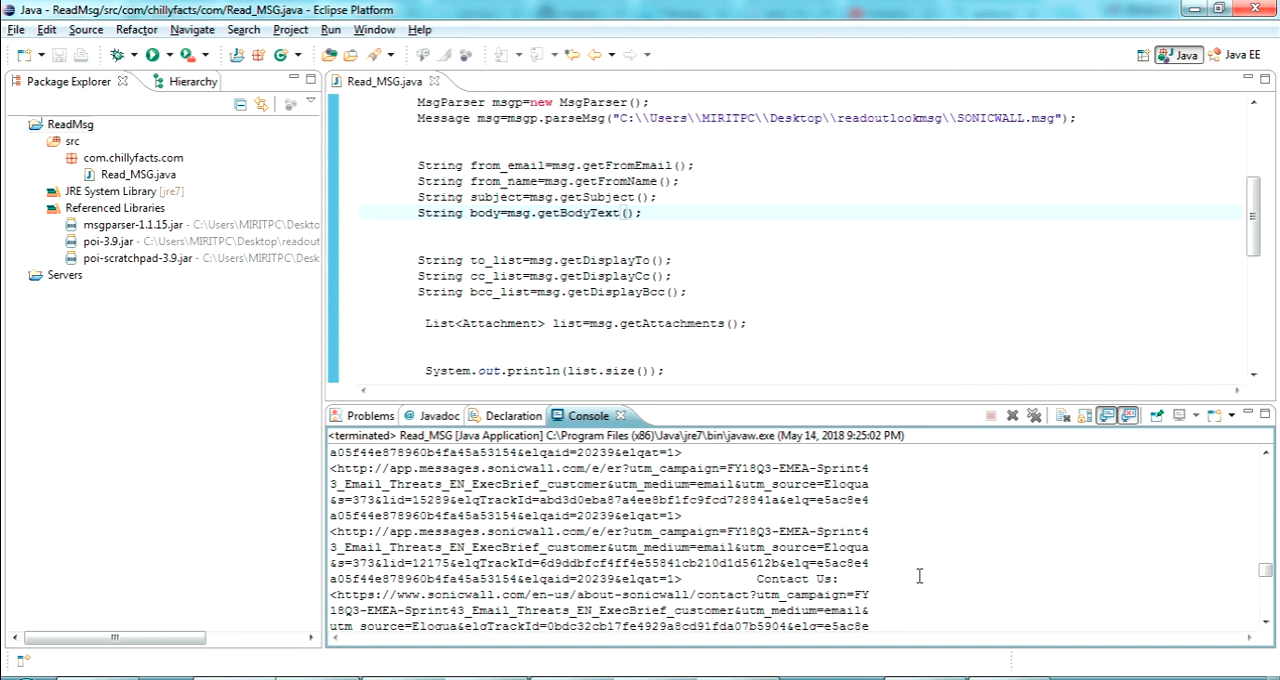 Java - ReadMsg/src/com/chillyfacts/com/Read_MSG.java - Eclipse Platform
File Edit Source Refactor Navigate Search Project Run Window Help
Java Java EE
Package Explorer Hierarchy
ReadMsg
src
com.chillyfacts.com
Read_MSG.java
JRE System Library [jre7]
Referenced Libraries
msgparser-1.1.15.jar - C:\Users\MIRITPC\Deskto
poi-3.9.jar - C:\Users\MIRITPC\Desktop\readout
poi-scratchpad-3.9.jar - C:\Users\MIRITPC\Desk
Servers
Read_MSG.java
MsgParser msgp=new MsgParser();
Message msg=msgp.parseMsg("C:\\Users\\MIRITPC\\Desktop\\readoutlookmsg\\SONICWALL.msg");
String from_email=msg.getFromEmail();
String from_name=msg.getFromName();
String subject=msg.getSubject();
String body=msg.getBodyText();
String to_list=msg.getDisplayTo();
String cc_list=msg.getDisplayCc();
String bcc_list=msg.getDisplayBcc();
List<Attachment> list=msg.getAttachments();
System.out.println(list.size());
Problems Javadoc Declaration Console
<terminated> Read_MSG [Java Application] C:\Program Files (x86)\Java\jre7\bin\javaw.exe (May 14, 2018 9:25:02 PM)
a05f44e878960b4fa45a53154&elqaid=20239&elqat=1>
<http://app.messages.sonicwall.com/e/er?utm_campaign=FY18Q3-EMEA-Sprint4
3_Email_Threats_EN_ExecBrief_customer&utm_medium=email&utm_source=Eloqua
&s=373&lid=15289&elqTrackId=abd3d0eba87a4ee8bf1fc9fcd728841a&elq=e5ac8e4
a05f44e878960b4fa45a53154&elqaid=20239&elqat=1>
<http://app.messages.sonicwall.com/e/er?utm_campaign=FY18Q3-EMEA-Sprint4
3_Email_Threats_EN_ExecBrief_customer&utm_medium=email&utm_source=Eloqua
&s=373&lid=12175&elqTrackId=6d9ddbfcf4ff4e55841cb210d1d5612b&elq=e5ac8e4
a05f44e878960b4fa45a53154&elqaid=20239&elqat=1> Contact Us:
<https://www.sonicwall.com/en-us/about-sonicwall/contact?utm_campaign=FY
18Q3-EMEA-Sprint43_Email_Threats_EN_ExecBrief_customer&utm_medium=email&
utm_source=Eloqua&elqTrackId=0bdc32cb17fe4929a8cd91fda07b5904&elq=e5ac8e